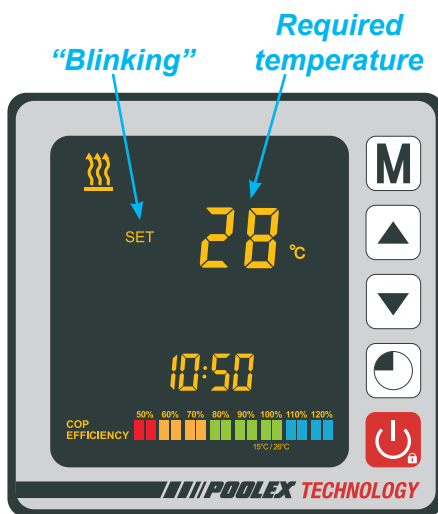 “Blinking”
Required
temperature
M
SET
28 °C
10:50
50% 60% 70% 80% 90% 100% 110% 120%
COP
EFFICIENCY
15°C / 26°C
POOLEX TECHNOLOGY